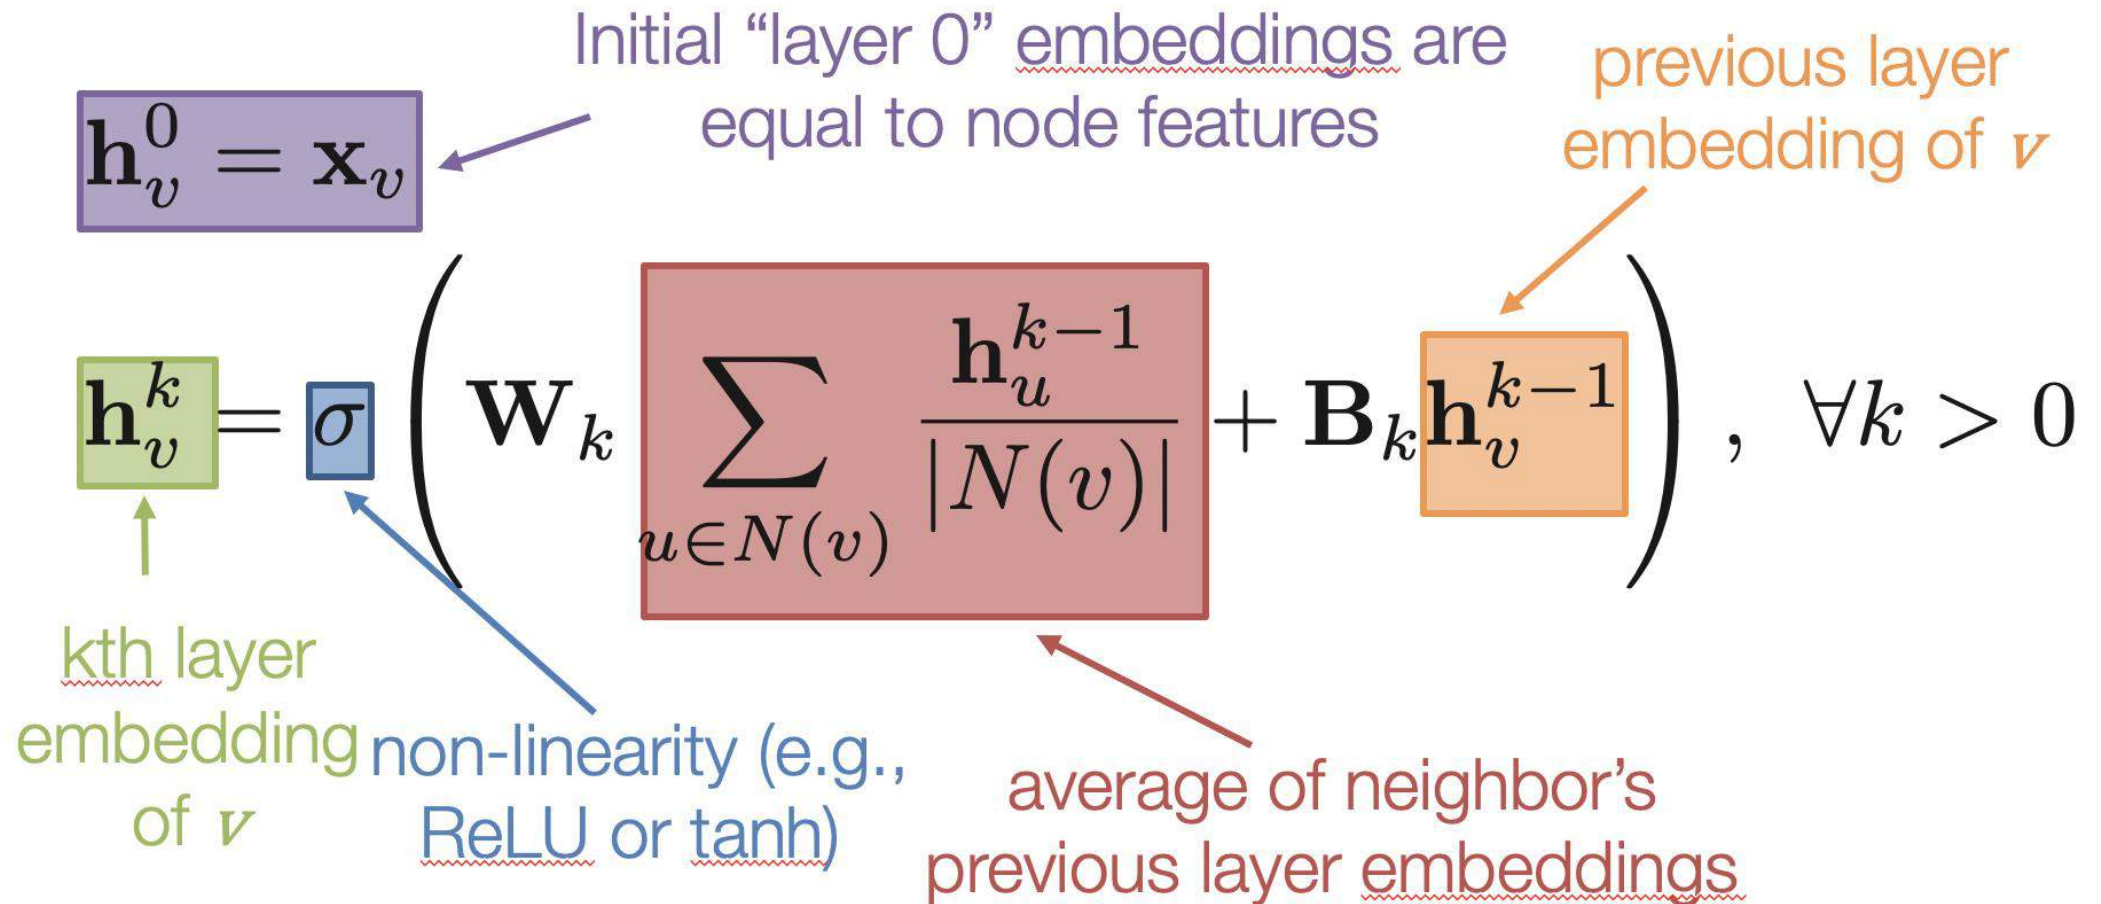 Initial “layer 0” embeddings are
equal to node features
previous layer
embedding of v
h_v^0 = x_v
h_v^k = σ ( W_k ∑_{u∈N(v)} h_u^{k−1} / |N(v)| + B_k h_v^{k−1} ) , ∀k > 0
kth layer
embedding
of v
non-linearity (e.g.,
ReLU or tanh)
average of neighbor’s
previous layer embeddings